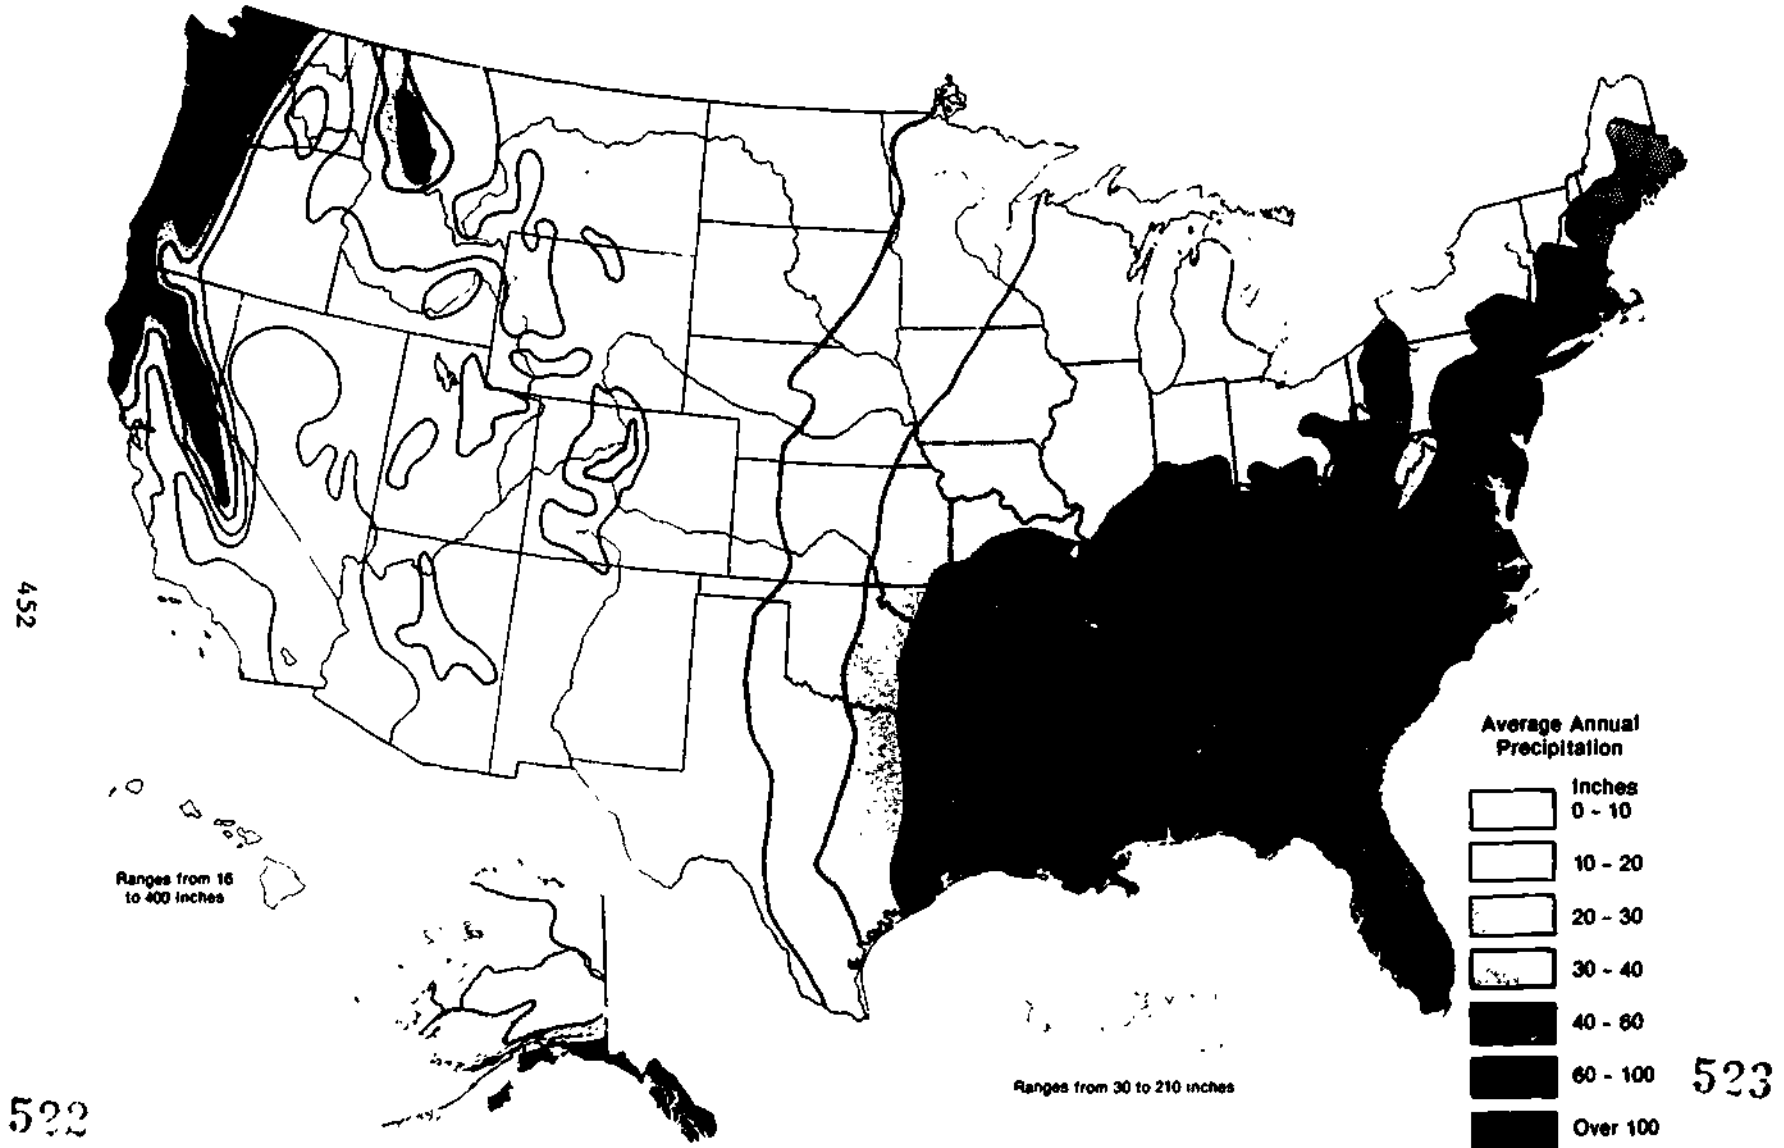 452
Ranges from 16
to 400 inches
Ranges from 30 to 210 inches
Average Annual
Precipitation
Inches
0 - 10
10 - 20
20 - 30
30 - 40
40 - 60
60 - 100
Over 100
522
523